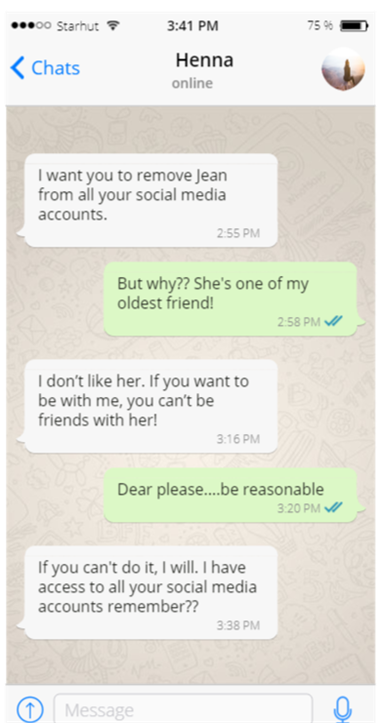 Starhut 3:41 PM 75 %
Chats Henna
online
I want you to remove Jean
from all your social media
accounts.
2:55 PM
But why?? She's one of my
oldest friend!
2:58 PM
I don't like her. If you want to
be with me, you can't be
friends with her!
3:16 PM
Dear please....be reasonable
3:20 PM
If you can't do it, I will. I have
access to all your social media
accounts remember??
3:38 PM
Message